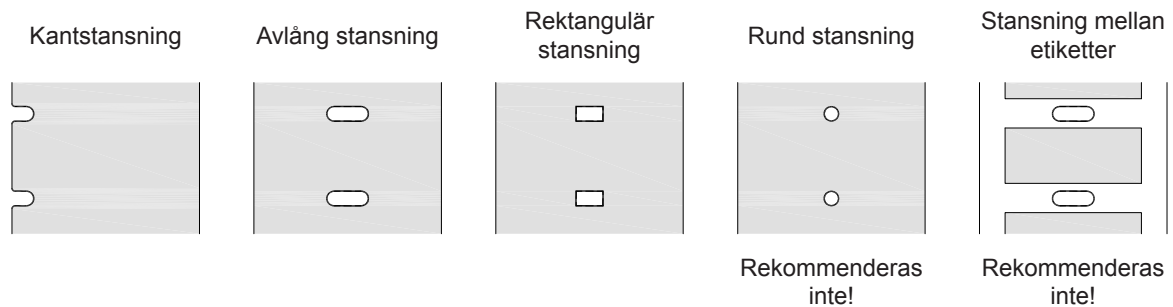 Kantstansning
Avlång stansning
Rektangulär
stansning
Rund stansning
Stansning mellan
etiketter
Rekommenderas
inte!
Rekommenderas
inte!